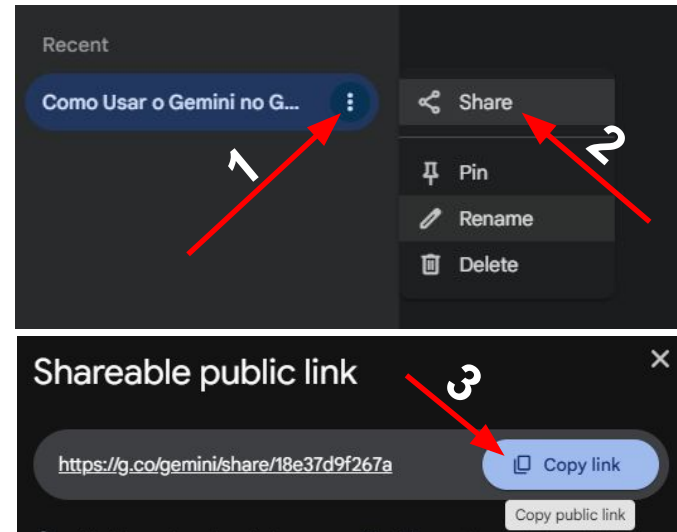 Recent
Como Usar o Gemini no G...
Share
1
2
Pin
Rename
Delete
Shareable public link
3
https://g.co/gemini/share/18e37d9f267a
Copy link
Copy public link